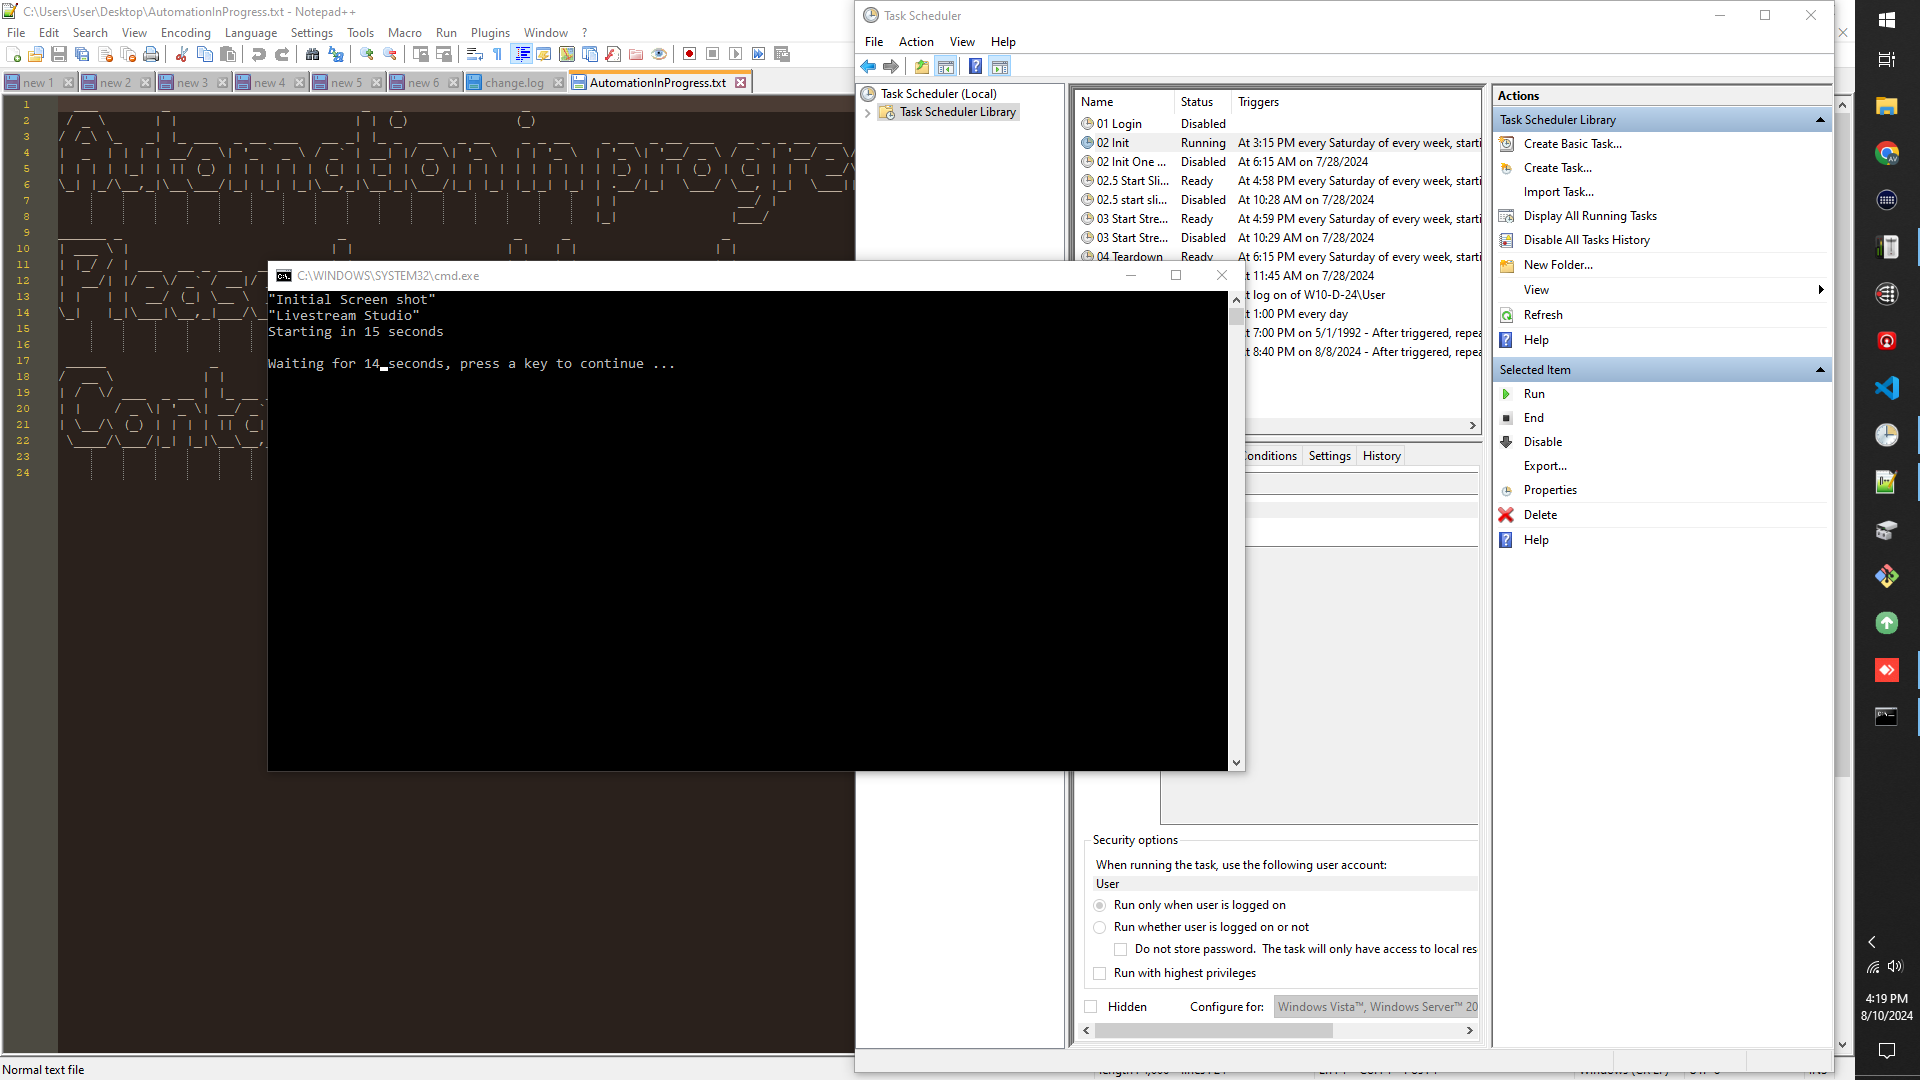 C:\Users\User\Desktop\AutomationInProgress.txt - Notepad++
File Edit Search View Encoding Language Settings Tools Macro Run Plugins Window ?
new 1 new 2 new 3 new 4 new 5 new 6 change.log AutomationInProgress.txt
1
2
3
4
5
6
7
8
9
10
11
12
13
14
15
16
17
18
19
20
21
22
23
24
Automation in progre
Pleas
Conta
Normal text file
C:\WINDOWS\SYSTEM32\cmd.exe
"Initial Screen shot"
"Livestream Studio"
Starting in 15 seconds
Waiting for 14 seconds, press a key to continue ...
Task Scheduler
File Action View Help
Task Scheduler (Local)
Task Scheduler Library
Name Status Triggers
01 Login Disabled
02 Init Running At 3:15 PM every Saturday of every week, starti
02 Init One ... Disabled At 6:15 AM on 7/28/2024
02.5 Start Sli... Ready At 4:58 PM every Saturday of every week, starti
02.5 start sli... Disabled At 10:28 AM on 7/28/2024
03 Start Stre... Ready At 4:59 PM every Saturday of every week, starti
03 Start Stre... Disabled At 10:29 AM on 7/28/2024
04 Teardown Ready At 6:15 PM every Saturday of every week, starti
t 11:45 AM on 7/28/2024
t log on of W10-D-24\User
t 1:00 PM every day
t 7:00 PM on 5/1/1992 - After triggered, repea
t 8:40 PM on 8/8/2024 - After triggered, repea
onditions Settings History
Security options
When running the task, use the following user account:
User
Run only when user is logged on
Run whether user is logged on or not
Do not store password. The task will only have access to local res
Run with highest privileges
Hidden Configure for: Windows Vista™, Windows Server™ 20
Actions
Task Scheduler Library
Create Basic Task...
Create Task...
Import Task...
Display All Running Tasks
Disable All Tasks History
New Folder...
View
Refresh
Help
Selected Item
Run
End
Disable
Export...
Properties
Delete
Help
4:19 PM
8/10/2024